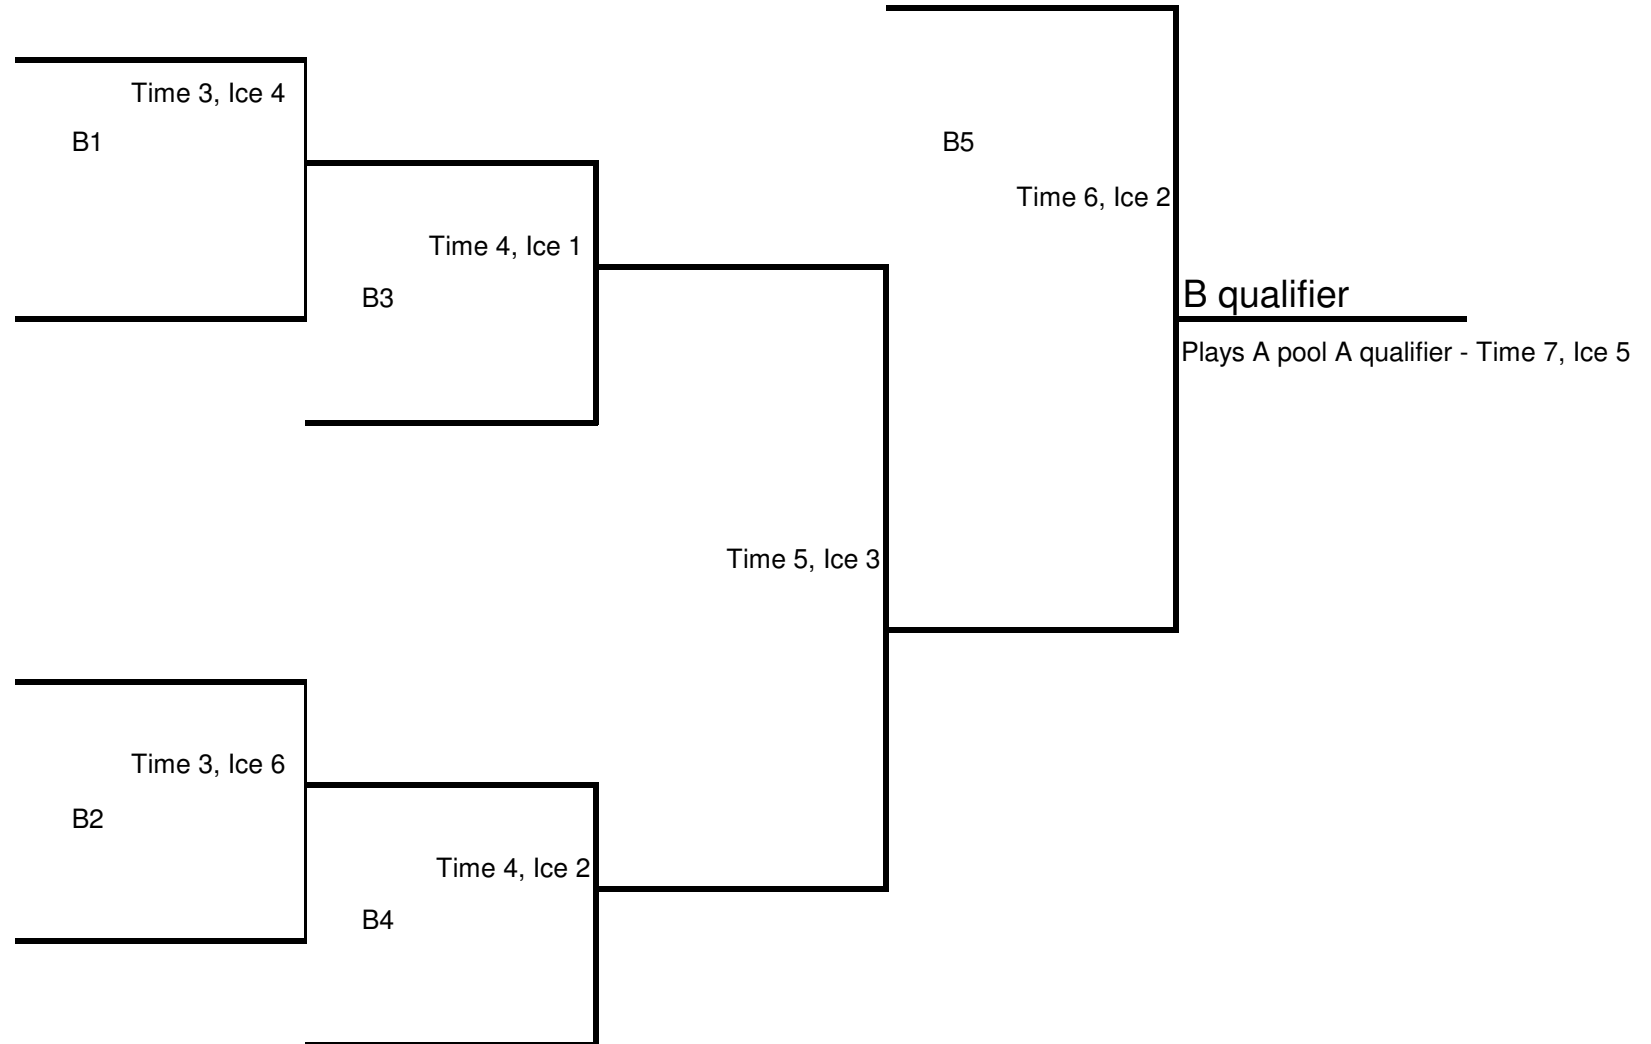 Time 3, Ice 4
B1
B5
Time 6, Ice 2
Time 4, Ice 1
B3
B qualifier
Plays A pool A qualifier - Time 7, Ice 5
Time 5, Ice 3
Time 3, Ice 6
B2
Time 4, Ice 2
B4